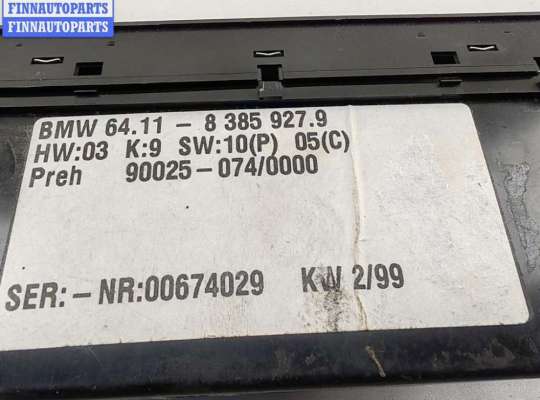 FINNAUTOPARTS
FINNAUTOPARTS
BMW 64.11 - 8 385 927.9
HW:03 K:9 SW:10(P) 05(C)
Preh 90025-074/0000
SER:-NR:00674029 KW 2/99